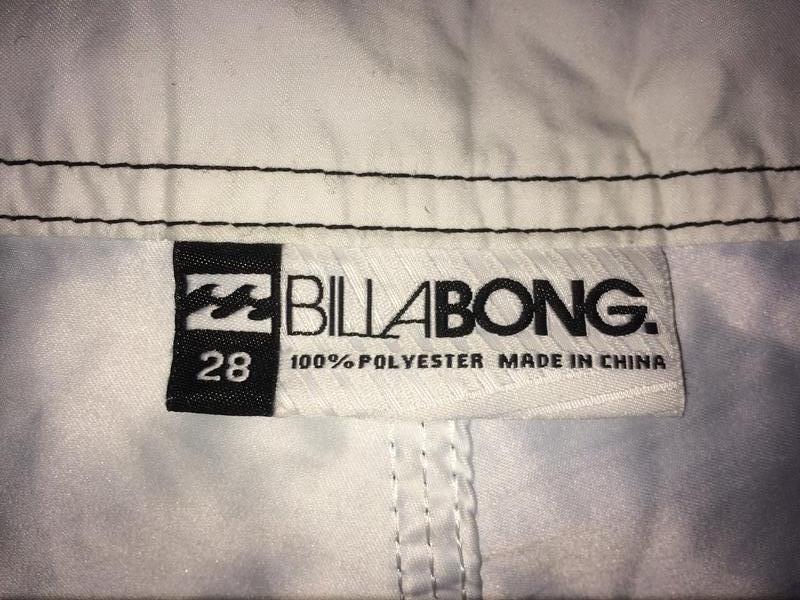 BILLABONG.
28
100% POLYESTER MADE IN CHINA